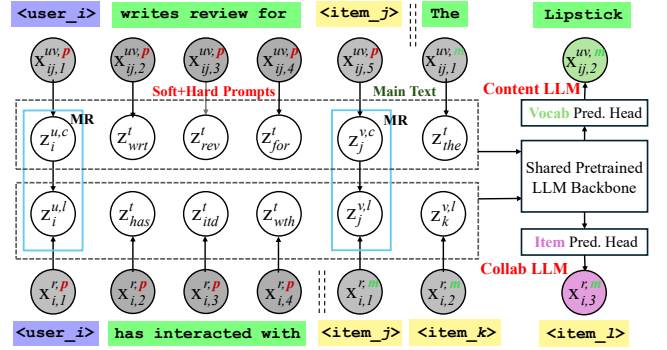 <user_i> writes review for <item_j> The Lipstick
x^{uv,p}_{ij,1} x^{uv,p}_{ij,2} x^{uv,p}_{ij,3} x^{uv,p}_{ij,4} x^{uv,p}_{ij,5} x^{uv,m}_{ij,1} x^{uv,m}_{ij,2}
Soft+Hard Prompts Main Text Content LLM
MR MR Vocab Pred. Head
z^{u,c}_i z^t_{wrt} z^t_{rev} z^t_{for} z^{v,c}_j z^t_{the}
Shared Pretrained
LLM Backbone
z^{u,l}_i z^t_{has} z^t_{itd} z^t_{wth} z^{v,l}_j z^{v,l}_k
Item Pred. Head
Collab LLM
x^{r,p}_{i,1} x^{r,p}_{i,2} x^{r,p}_{i,3} x^{r,p}_{i,4} x^{r,m}_{i,1} x^{r,m}_{i,2} x^{r,m}_{i,3}
<user_i> has interacted with <item_j> <item_k> <item_l>